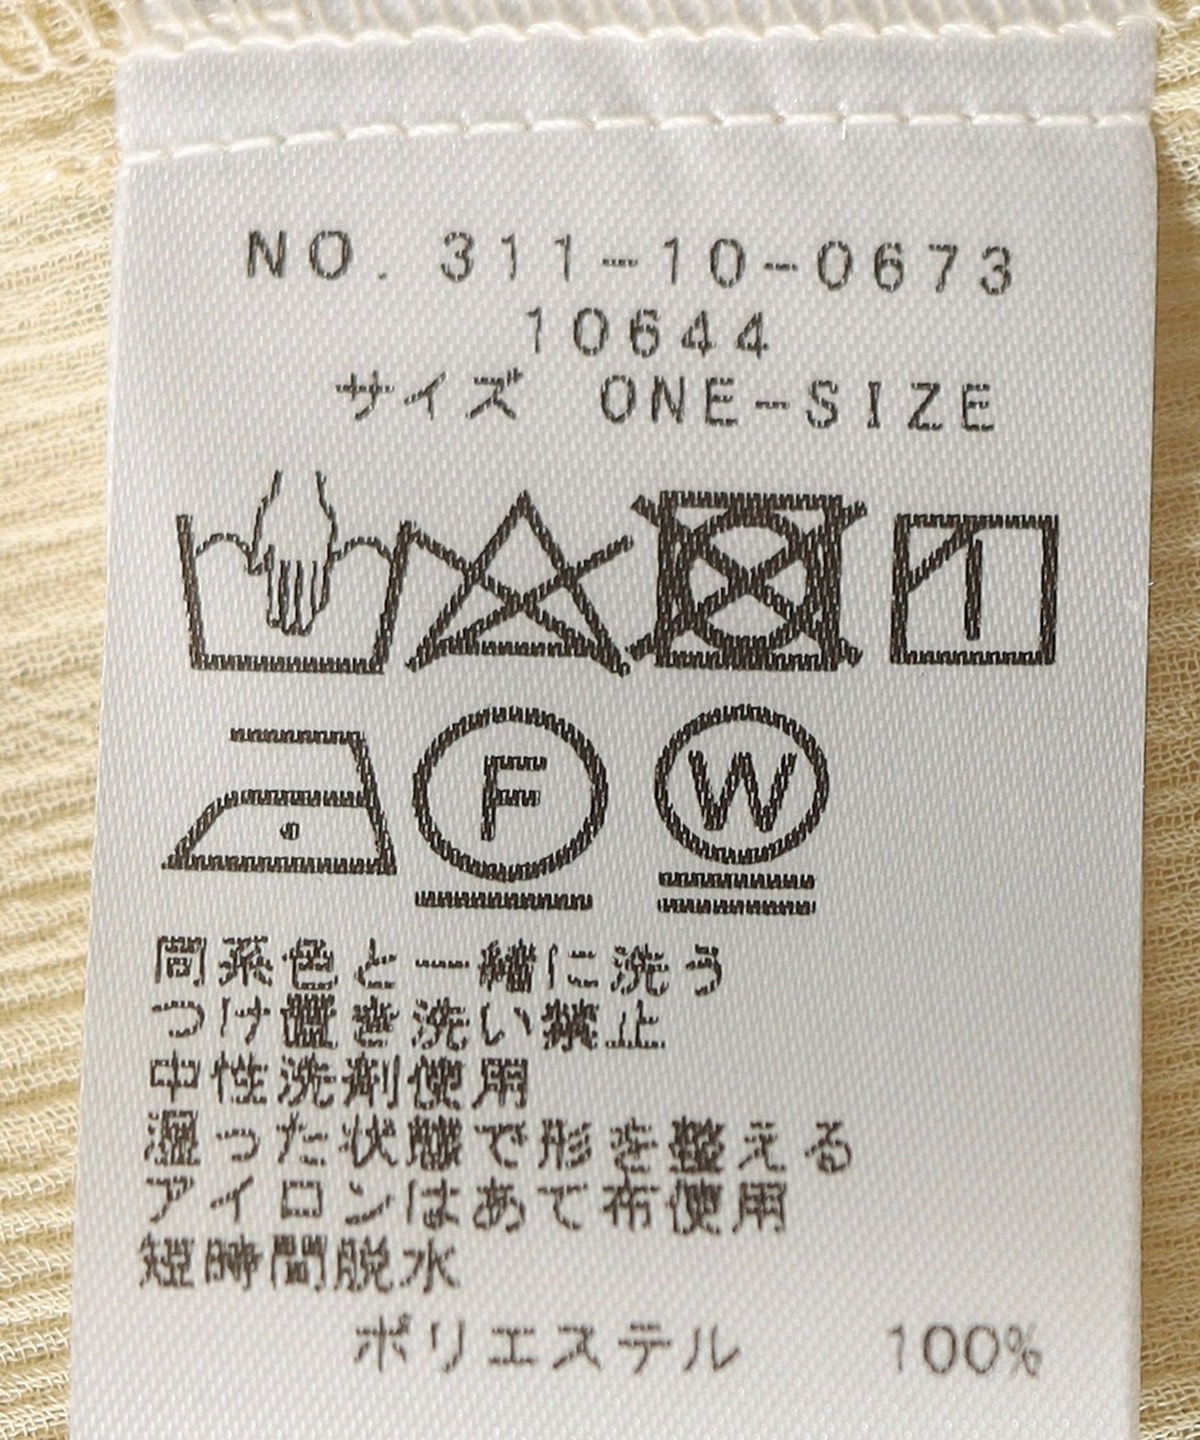 NO. 311-10-0673
10644
サイズ ONE-SIZE
F W
同系色と一緒に洗う
つけ置き洗い禁止
中性洗剤使用
湿った状態で形を整える
アイロンはあて布使用
短時間脱水
ポリエステル 100%